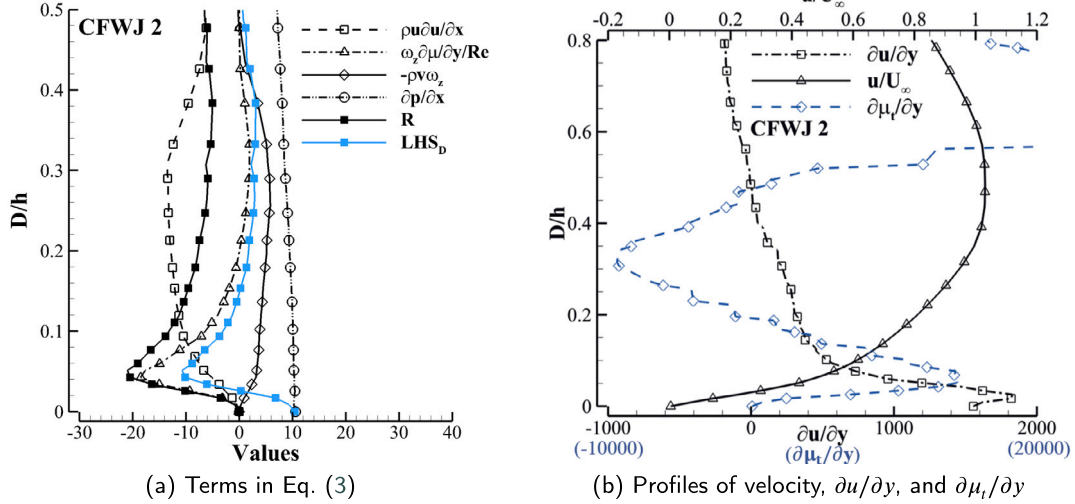 CFWJ 2
ρu∂u/∂x
ω_z∂μ/∂y/Re
-ρvω_z
∂p/∂x
R
LHS_D
D/h
0.5
0.4
0.3
0.2
0.1
0
-30
-20
-10
0
10
20
30
40
Values
(a) Terms in Eq. (3)
u/U_∞
-0.2
0
0.2
0.4
0.6
0.8
1
1.2
∂u/∂y
u/U_∞
∂μ_t/∂y
CFWJ 2
D/h
0.8
0.6
0.4
0.2
0
0
1000
2000
(-10000)
∂u/∂y
(∂μ_t/∂y)
(20000)
(b) Profiles of velocity, ∂u/∂y, and ∂μ_t/∂y